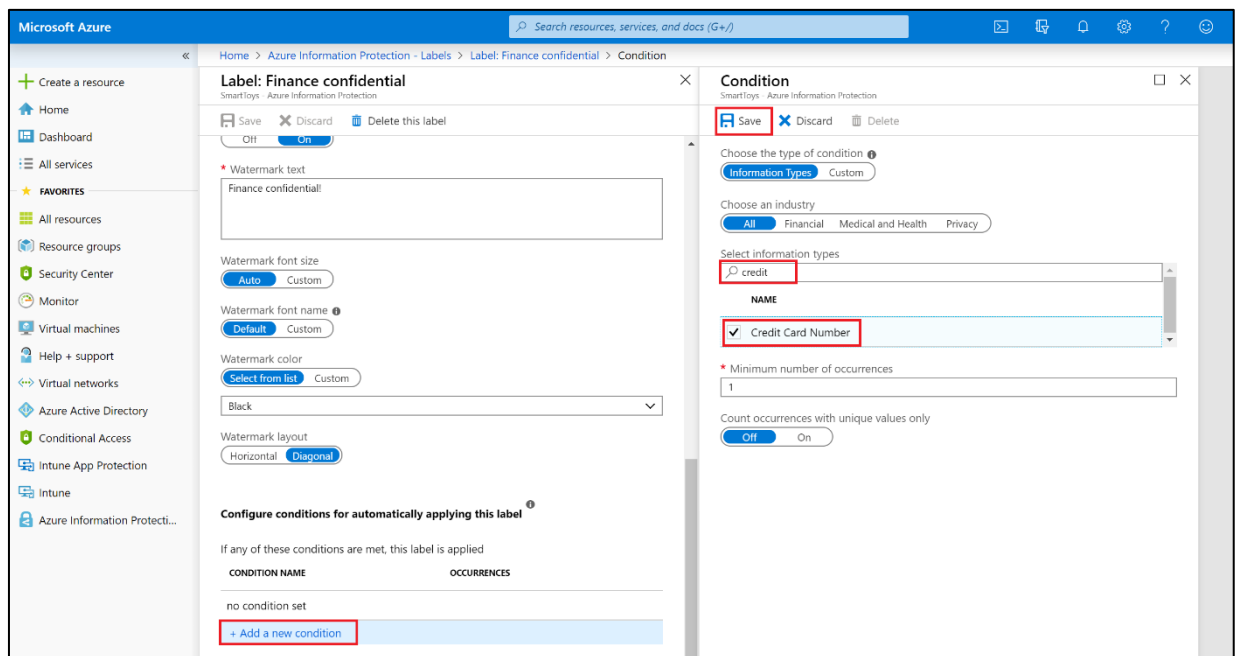 Microsoft Azure
Search resources, services, and docs (G+/)
Home > Azure Information Protection - Labels > Label: Finance confidential > Condition
Create a resource
Home
Dashboard
All services
FAVORITES
All resources
Resource groups
Security Center
Monitor
Virtual machines
Help + support
Virtual networks
Azure Active Directory
Conditional Access
Intune App Protection
Intune
Azure Information Protecti...
Label: Finance confidential
SmartToys - Azure Information Protection
Save Discard Delete this label
Off On
* Watermark text
Finance confidential!
Watermark font size
Auto Custom
Watermark font name
Default Custom
Watermark color
Select from list Custom
Black
Watermark layout
Horizontal Diagonal
Configure conditions for automatically applying this label
If any of these conditions are met, this label is applied
CONDITION NAME OCCURRENCES
no condition set
+ Add a new condition
Condition
SmartToys - Azure Information Protection
Save Discard Delete
Choose the type of condition
Information Types Custom
Choose an industry
All Financial Medical and Health Privacy
Select information types
credit
NAME
Credit Card Number
* Minimum number of occurrences
1
Count occurrences with unique values only
Off On